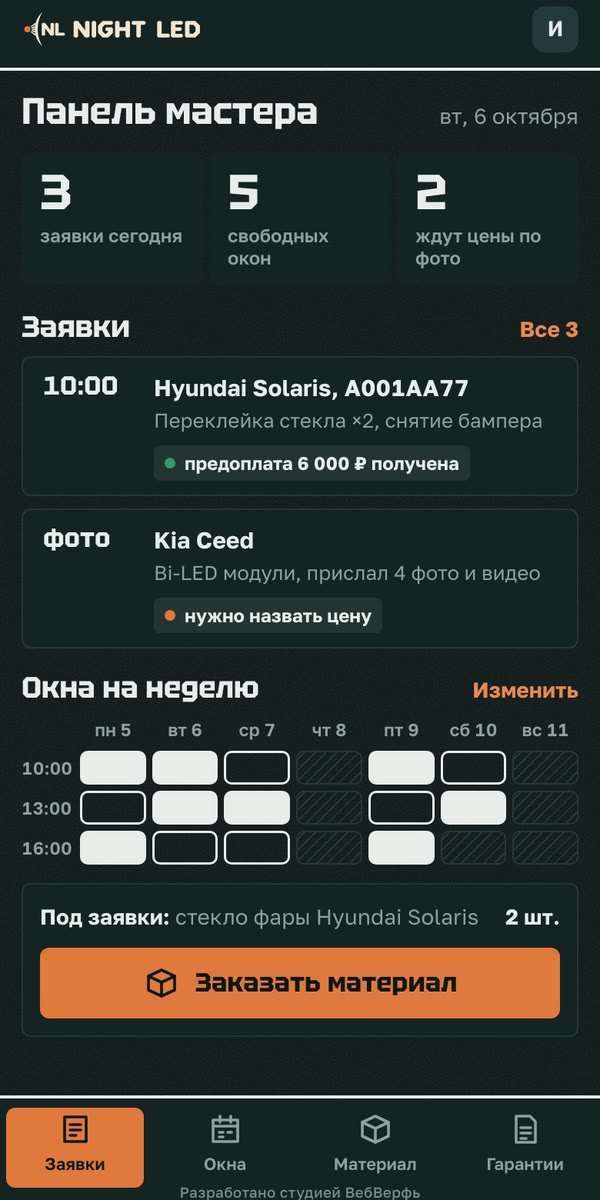 NL NIGHT LED
И
Панель мастера
вт, 6 октября
3
заявки сегодня
5
свободных
окон
2
ждут цены по
фото
Заявки
Все 3
10:00
Hyundai Solaris, А001АА77
Переклейка стекла ×2, снятие бампера
предоплата 6 000 ₽ получена
фото
Kia Ceed
Bi-LED модули, прислал 4 фото и видео
нужно назвать цену
Окна на неделю
Изменить
пн 5 вт 6 ср 7 чт 8 пт 9 сб 10 вс 11
10:00
13:00
16:00
Под заявки: стекло фары Hyundai Solaris 2 шт.
Заказать материал
Заявки Окна Материал Гарантии
Разработано студией ВебВерфь